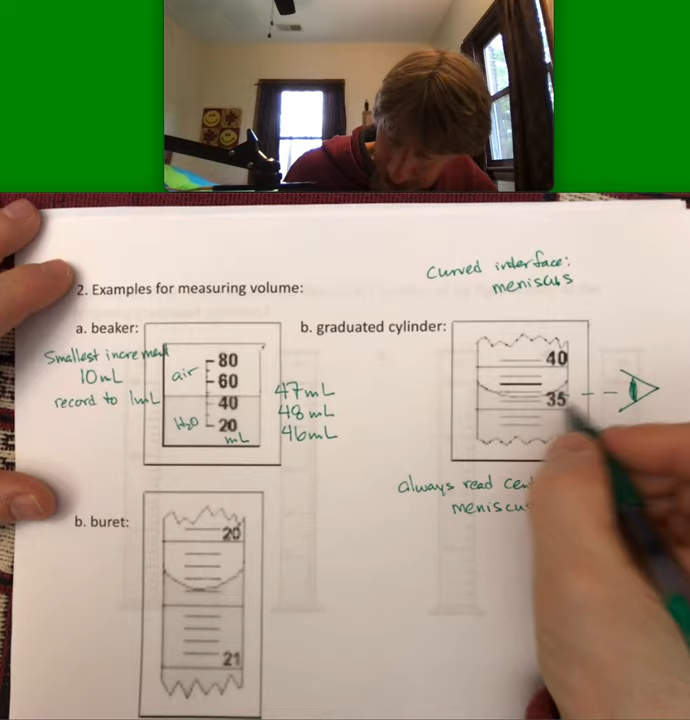 Curved interface:
meniscus
2. Examples for measuring volume:
a. beaker:
b. graduated cylinder:
Smallest increment
10mL
record to 1mL
air
H₂O
80
60
40
20
mL
47mL
48mL
46mL
40
35
always read
meniscus
b. buret:
20
21